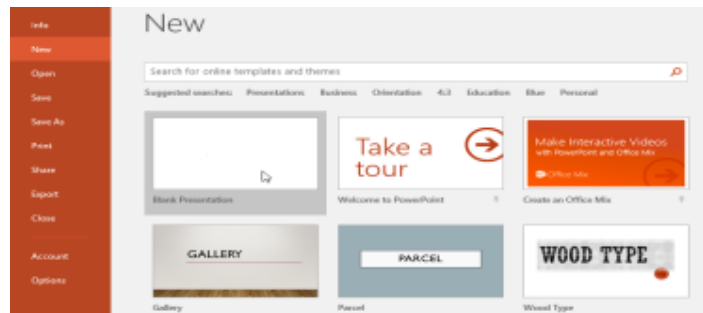 Info
New
Open
Save
Save As
Print
Share
Export
Close
Account
Options
New
Search for online templates and themes
Suggested searches: Presentations Business Orientation 4:3 Education Blue Personal
Take a
tour
Make Interactive Videos
with PowerPoint and Office Mix
Office Mix
Blank Presentation
Welcome to PowerPoint
Create an Office Mix
GALLERY
PARCEL
WOOD TYPE
Gallery
Parcel
Wood Type